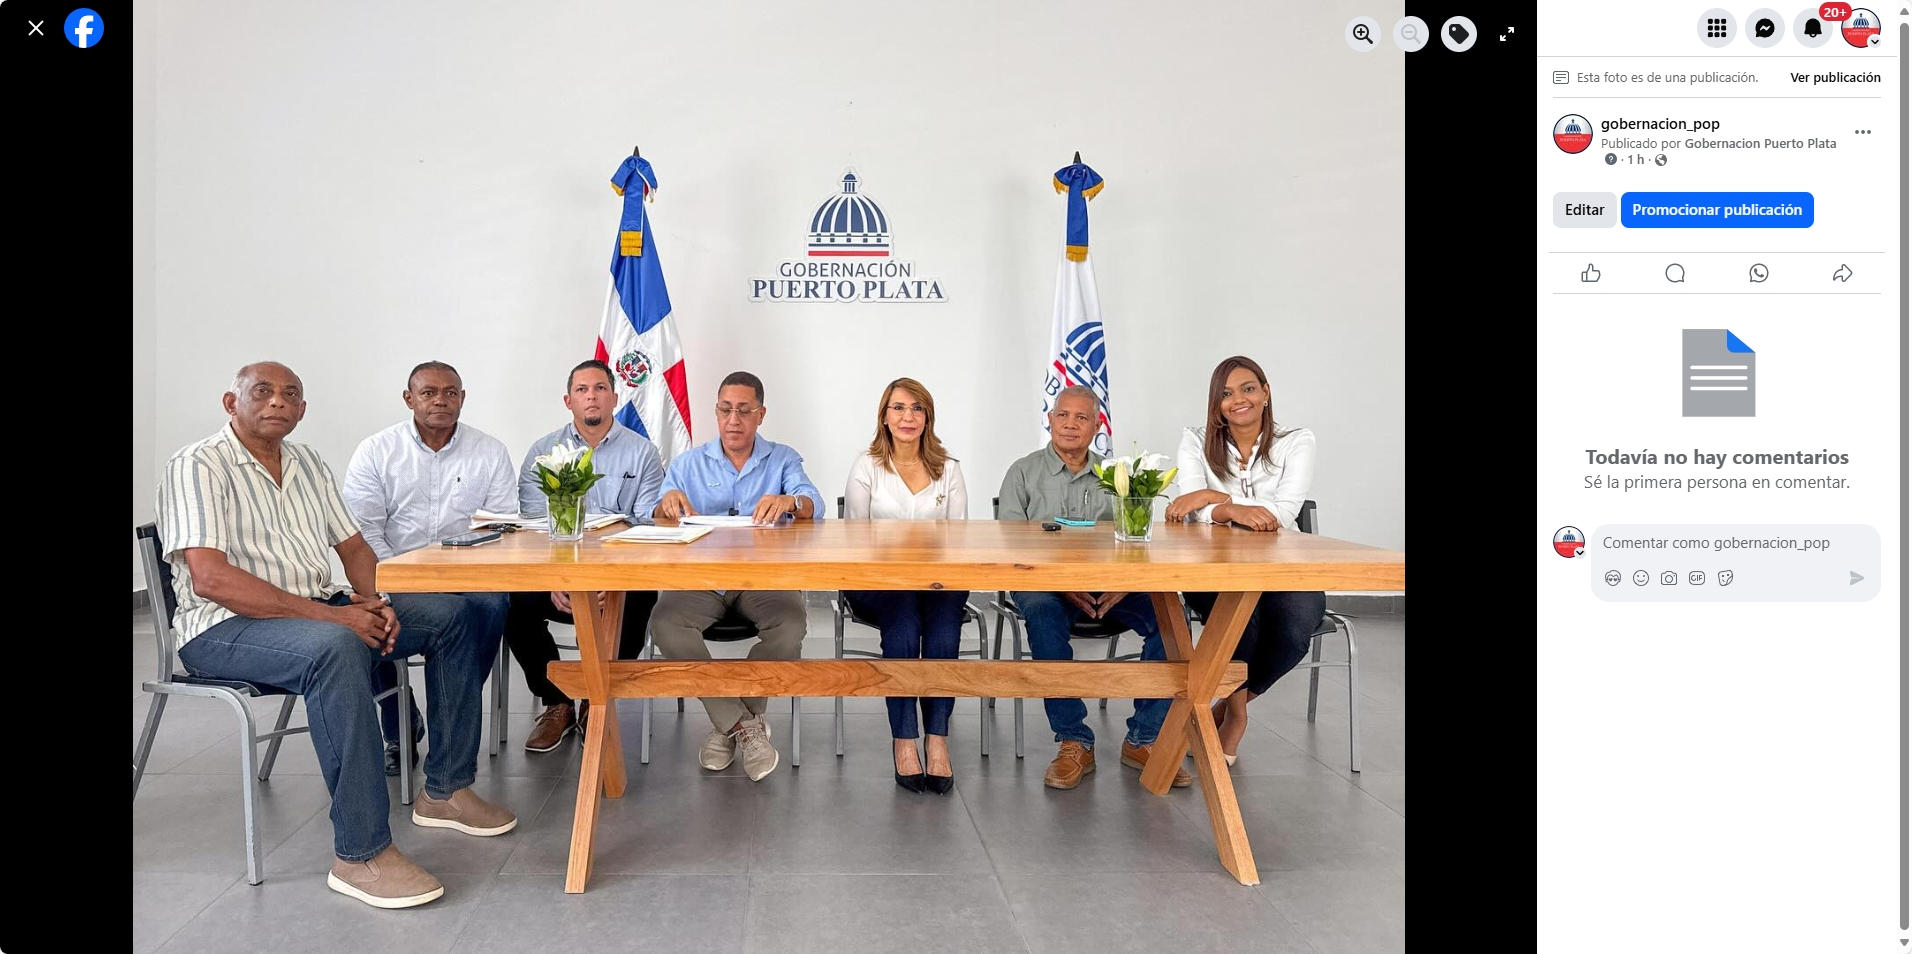 GOBERNACIÓN
PUERTO PLATA
20+
Esta foto es de una publicación.
Ver publicación
gobernacion_pop
Publicado por Gobernacion Puerto Plata
· 1 h ·
Editar
Promocionar publicación
Todavía no hay comentarios
Sé la primera persona en comentar.
Comentar como gobernacion_pop
GIF